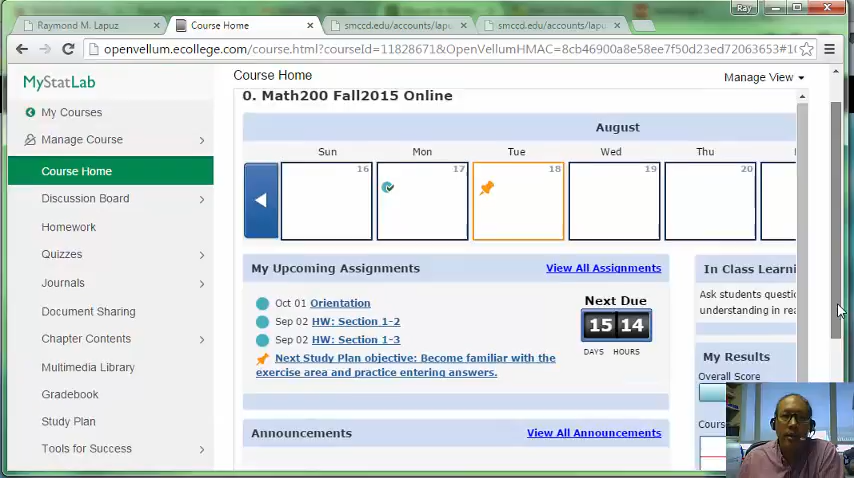 Ray
Raymond M. Lapuz
Course Home
smccd.edu/accounts/lapu
smccd.edu/accounts/lapu
openvellum.ecollege.com/course.html?courseId=11828671&OpenVellumHMAC=8cb46900a8e58ee7f50d23ed72063653#10
MyStatLab
Course Home
Manage View
My Courses
Manage Course
Course Home
Discussion Board
Homework
Quizzes
Journals
Document Sharing
Chapter Contents
Multimedia Library
Gradebook
Study Plan
Tools for Success
0. Math200 Fall2015 Online
August
Sun Mon Tue Wed Thu
16 17 18 19 20
My Upcoming Assignments View All Assignments
Oct 01 Orientation
Sep 02 HW: Section 1-2
Sep 02 HW: Section 1-3
Next Study Plan objective: Become familiar with the
exercise area and practice entering answers.
Next Due
15 14
DAYS HOURS
Announcements View All Announcements
In Class Learni
Ask students questic
understanding in rea
My Results
Overall Score
Cours